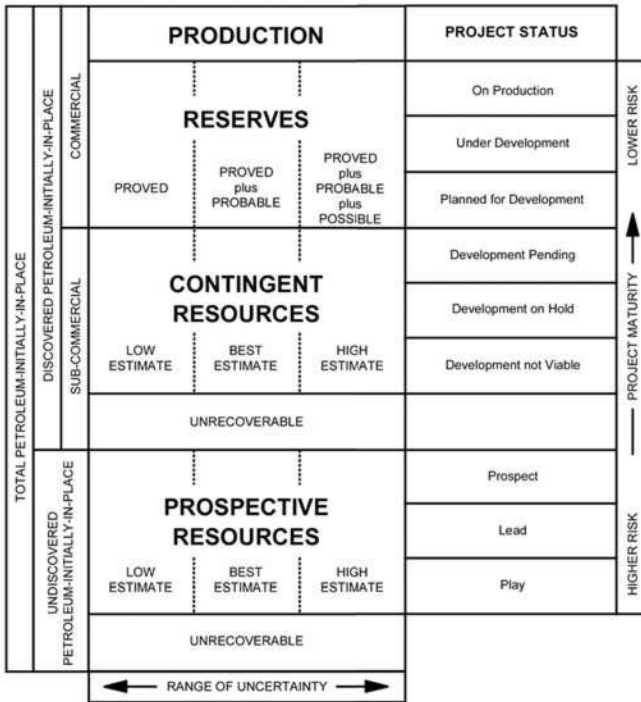 PRODUCTION
PROJECT STATUS
TOTAL PETROLEUM-INITIALLY-IN-PLACE
DISCOVERED PETROLEUM-INITIALLY-IN-PLACE
COMMERCIAL
RESERVES
PROVED
PROVED
plus
PROBABLE
PROVED
plus
PROBABLE
plus
POSSIBLE
On Production
Under Development
Planned for Development
LOWER RISK
SUB-COMMERCIAL
CONTINGENT
RESOURCES
LOW
ESTIMATE
BEST
ESTIMATE
HIGH
ESTIMATE
Development Pending
Development on Hold
Development not Viable
PROJECT MATURITY
UNRECOVERABLE
UNDISCOVERED
PETROLEUM-INITIALLY-IN-PLACE
PROSPECTIVE
RESOURCES
LOW
ESTIMATE
BEST
ESTIMATE
HIGH
ESTIMATE
Prospect
Lead
Play
HIGHER RISK
UNRECOVERABLE
RANGE OF UNCERTAINTY